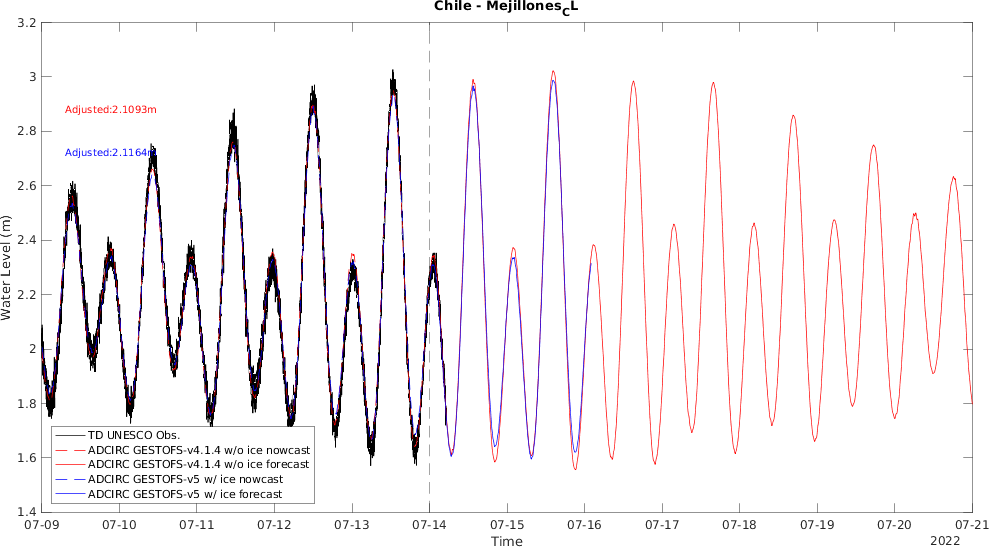 Chile - Mejillones_CL
Water Level (m)
3.2
3
2.8
2.6
2.4
2.2
2
1.8
1.6
1.4
Adjusted:2.1093m
Adjusted:2.1164m
TD UNESCO Obs.
ADCIRC GESTOFS-v4.1.4 w/o ice nowcast
ADCIRC GESTOFS-v4.1.4 w/o ice forecast
ADCIRC GESTOFS-v5 w/ ice nowcast
ADCIRC GESTOFS-v5 w/ ice forecast
07-09 07-10 07-11 07-12 07-13 07-14 07-15 07-16 07-17 07-18 07-19 07-20 07-21
Time
2022